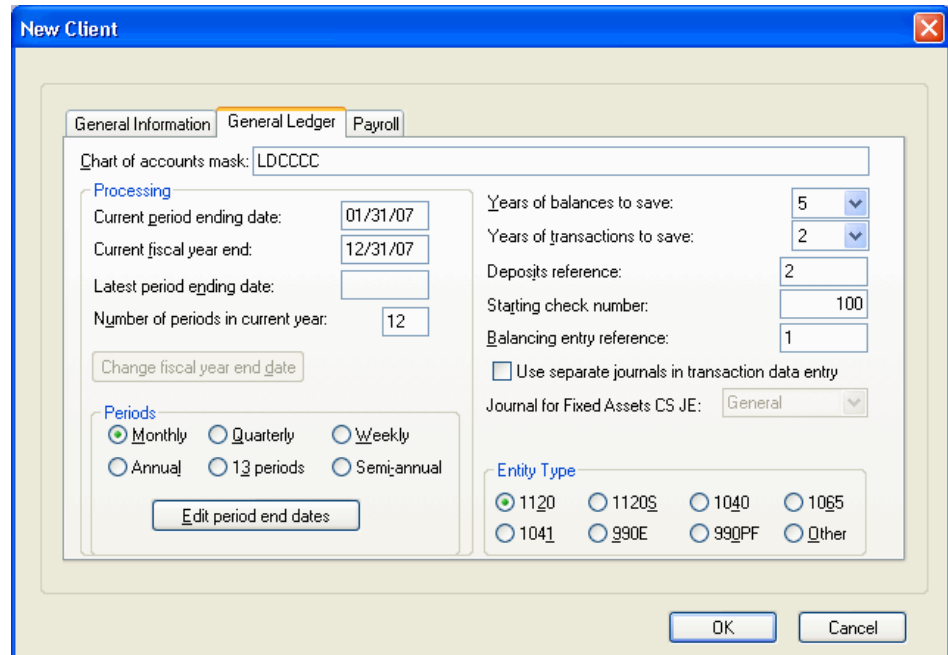 New Client
General Information General Ledger Payroll
Chart of accounts mask: LDCCCC
Processing
Current period ending date: 01/31/07
Current fiscal year end: 12/31/07
Latest period ending date:
Number of periods in current year: 12
Change fiscal year end date
Periods
Monthly Quarterly Weekly
Annual 13 periods Semi-annual
Edit period end dates
Years of balances to save: 5
Years of transactions to save: 2
Deposits reference: 2
Starting check number: 100
Balancing entry reference: 1
Use separate journals in transaction data entry
Journal for Fixed Assets CS JE: General
Entity Type
1120 1120S 1040 1065
1041 990E 990PF Other
OK Cancel